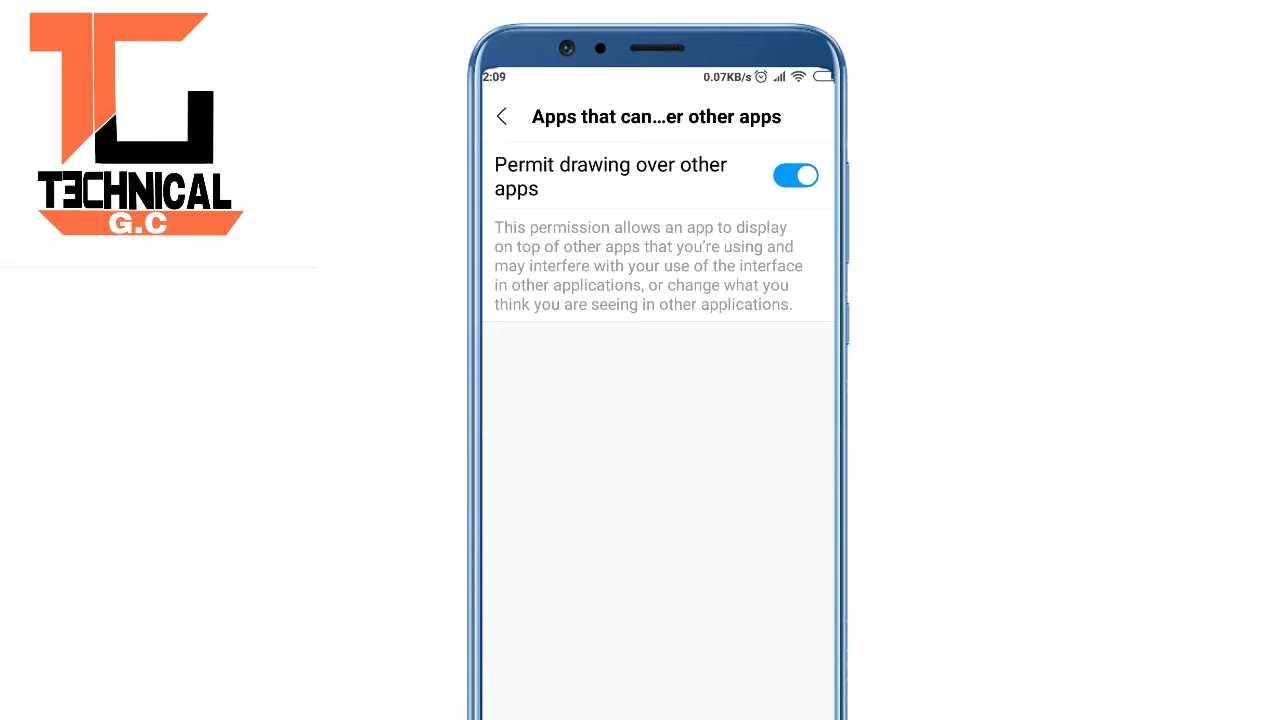 TECHNICAL
G.C
2:09
0.07KB/s
Apps that can...er other apps
Permit drawing over other
apps
This permission allows an app to display
on top of other apps that you're using and
may interfere with your use of the interface
in other applications, or change what you
think you are seeing in other applications.